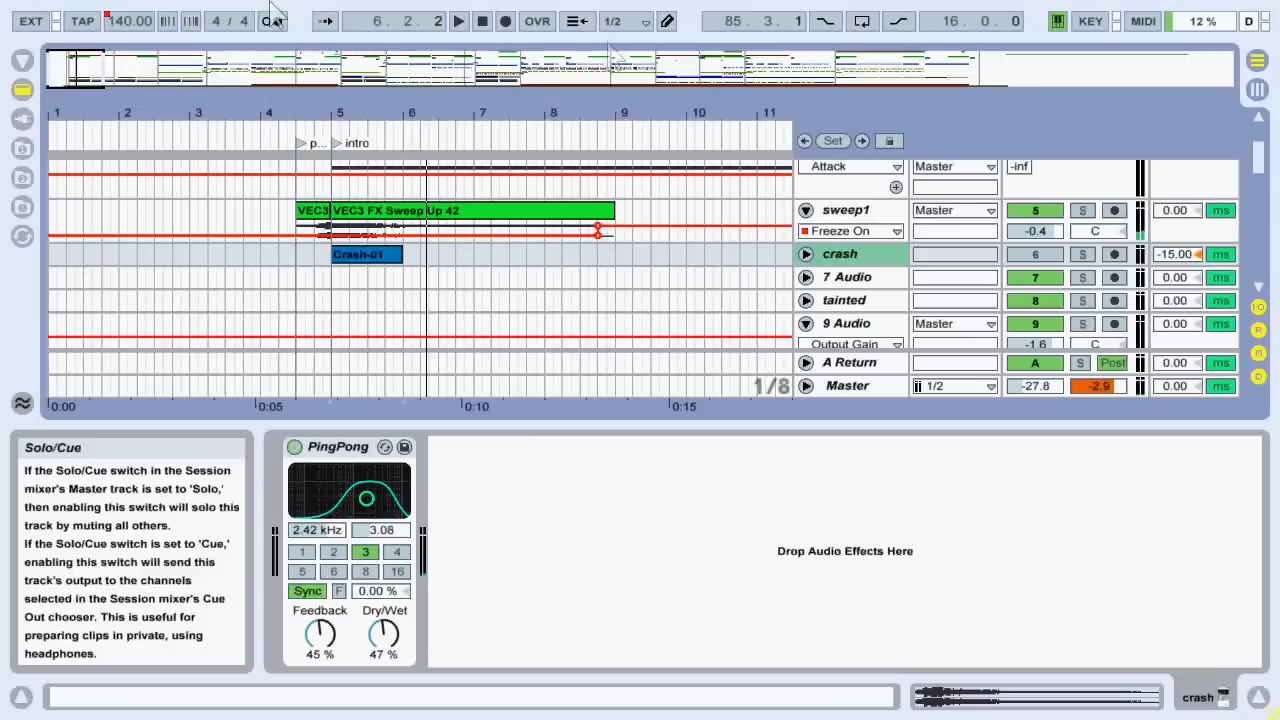 EXT TAP 140.00 4 / 4 6. 2. 2 OVR 1/2 85. 3. 1 16. 0. 0 KEY MIDI 12 % D
1 2 3 4 5 6 7 8 9 10 11
Set
p... intro
Attack Master -inf
VEC3 VEC3 FX Sweep Up 42 sweep1 Master 5 S 0.00 ms
Freeze On -0.4 C
Crash-01 crash 6 S -15.00 ms
7 Audio 7 S 0.00 ms
tainted 8 S 0.00 ms
9 Audio Master 9 S 0.00 ms
Output Gain -1.6 C
A Return A S Post 0.00 ms
1/8 Master 1/2 -27.8 -2.9 0.00 ms
0:00 0:05 0:10 0:15
I·O
R
M
D
Solo/Cue
If the Solo/Cue switch in the Session
mixer's Master track is set to 'Solo,'
then enabling this switch will solo this
track by muting all others.
If the Solo/Cue switch is set to 'Cue,'
enabling this switch will send this
track's output to the channels
selected in the Session mixer's Cue
Out chooser. This is useful for
preparing clips in private, using
headphones.
PingPong
2.42 kHz 3.08
1 2 3 4
5 6 8 16
Sync F 0.00 %
Feedback Dry/Wet
45 % 47 %
Drop Audio Effects Here
crash